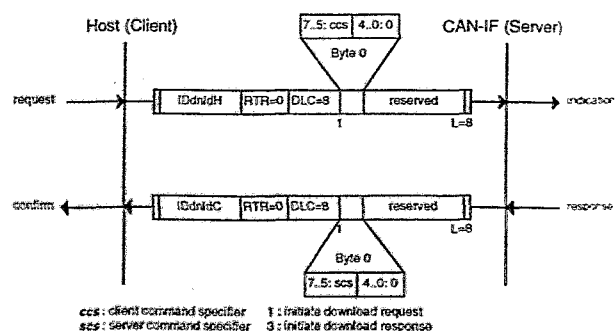 7..5: ccs 4..0: 0
Host (Client) CAN-IF (Server)
Byte 0
request IDdnIdH RTR=0 DLC=8 reserved indication
1 L=8
confirm IDdnIdC RTR=0 DLC=8 reserved response
1 L=8
Byte 0
7..5: scs 4..0: 0
ccs : client command specifier 1 : initiate download request
scs : server command specifier 3 : initiate download response